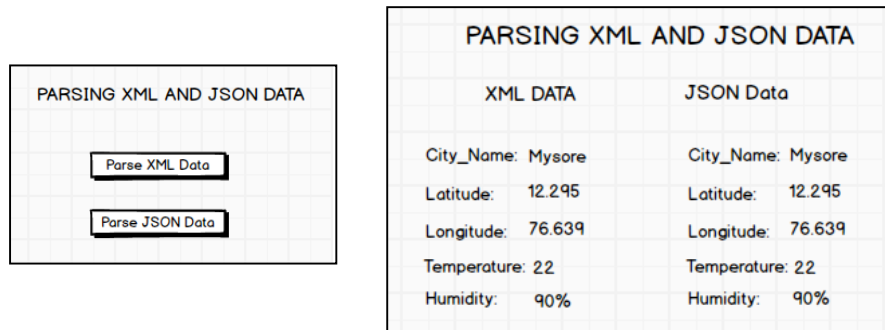 PARSING XML AND JSON DATA
Parse XML Data
Parse JSON Data
PARSING XML AND JSON DATA
XML DATA
City_Name: Mysore
Latitude: 12.295
Longitude: 76.639
Temperature: 22
Humidity: 90%
JSON Data
City_Name: Mysore
Latitude: 12.295
Longitude: 76.639
Temperature: 22
Humidity: 90%